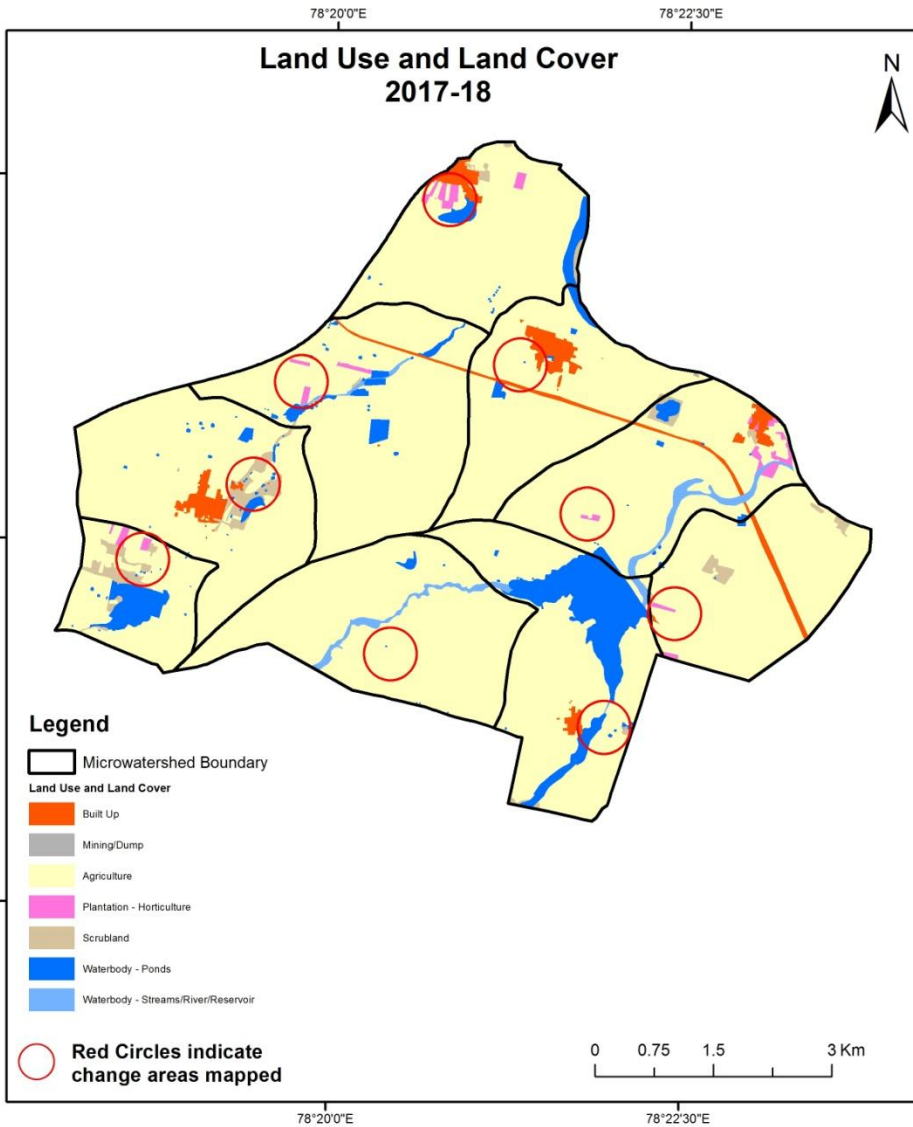 78°20'0"E
78°22'30"E
Land Use and Land Cover
2017-18
N
Legend
Microwatershed Boundary
Land Use and Land Cover
Built Up
Mining/Dump
Agriculture
Plantation - Horticulture
Scrubland
Waterbody - Ponds
Waterbody - Streams/River/Reservoir
Red Circles indicate
change areas mapped
0 0.75 1.5 3 Km
78°20'0"E
78°22'30"E